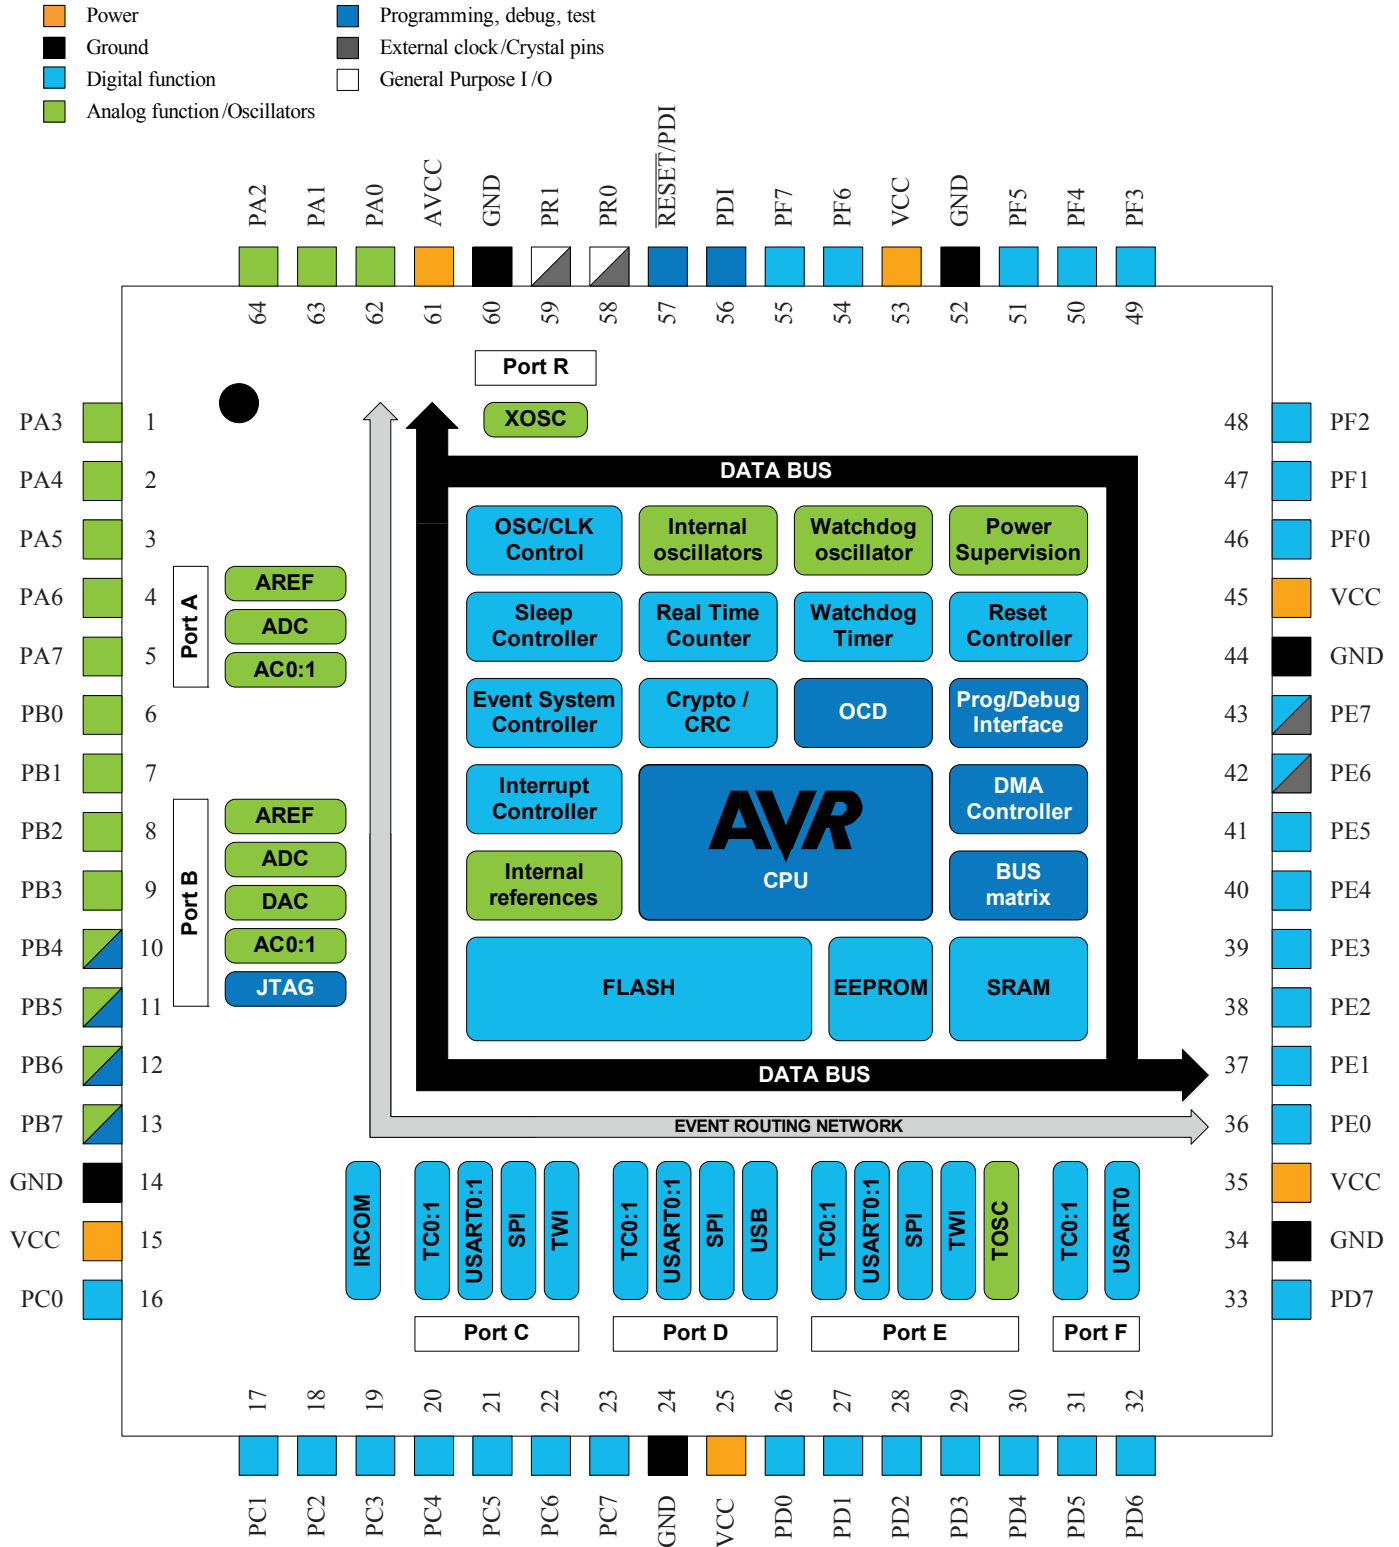 Power
Ground
Digital function
Analog function/Oscillators
Programming, debug, test
External clock/Crystal pins
General Purpose I/O
PA2
PA1
PA0
AVCC
GND
PR1
PR0
RESET/PDI
PDI
PF7
PF6
VCC
GND
PF5
PF4
PF3
64
63
62
61
60
59
58
57
56
55
54
53
52
51
50
49
PA3 1
PA4 2
PA5 3
PA6 4
PA7 5
PB0 6
PB1 7
PB2 8
PB3 9
PB4 10
PB5 11
PB6 12
PB7 13
GND 14
VCC 15
PC0 16
Port R
XOSC
Port A
AREF
ADC
AC0:1
Port B
AREF
ADC
DAC
AC0:1
JTAG
DATA BUS
OSC/CLK
Control
Internal
oscillators
Watchdog
oscillator
Power
Supervision
Sleep
Controller
Real Time
Counter
Watchdog
Timer
Reset
Controller
Event System
Controller
Crypto /
CRC
OCD
Prog/Debug
Interface
Interrupt
Controller
AVR
CPU
DMA
Controller
Internal
references
BUS
matrix
FLASH
EEPROM
SRAM
DATA BUS
EVENT ROUTING NETWORK
48 PF2
47 PF1
46 PF0
45 VCC
44 GND
43 PE7
42 PE6
41 PE5
40 PE4
39 PE3
38 PE2
37 PE1
36 PE0
35 VCC
34 GND
33 PD7
IRCOM
TC0:1
USART0:1
SPI
TWI
Port C
TC0:1
USART0:1
SPI
USB
Port D
TC0:1
USART0:1
SPI
TWI
TOSC
Port E
TC0:1
USART0
Port F
17
18
19
20
21
22
23
24
25
26
27
28
29
30
31
32
PC1
PC2
PC3
PC4
PC5
PC6
PC7
GND
VCC
PD0
PD1
PD2
PD3
PD4
PD5
PD6